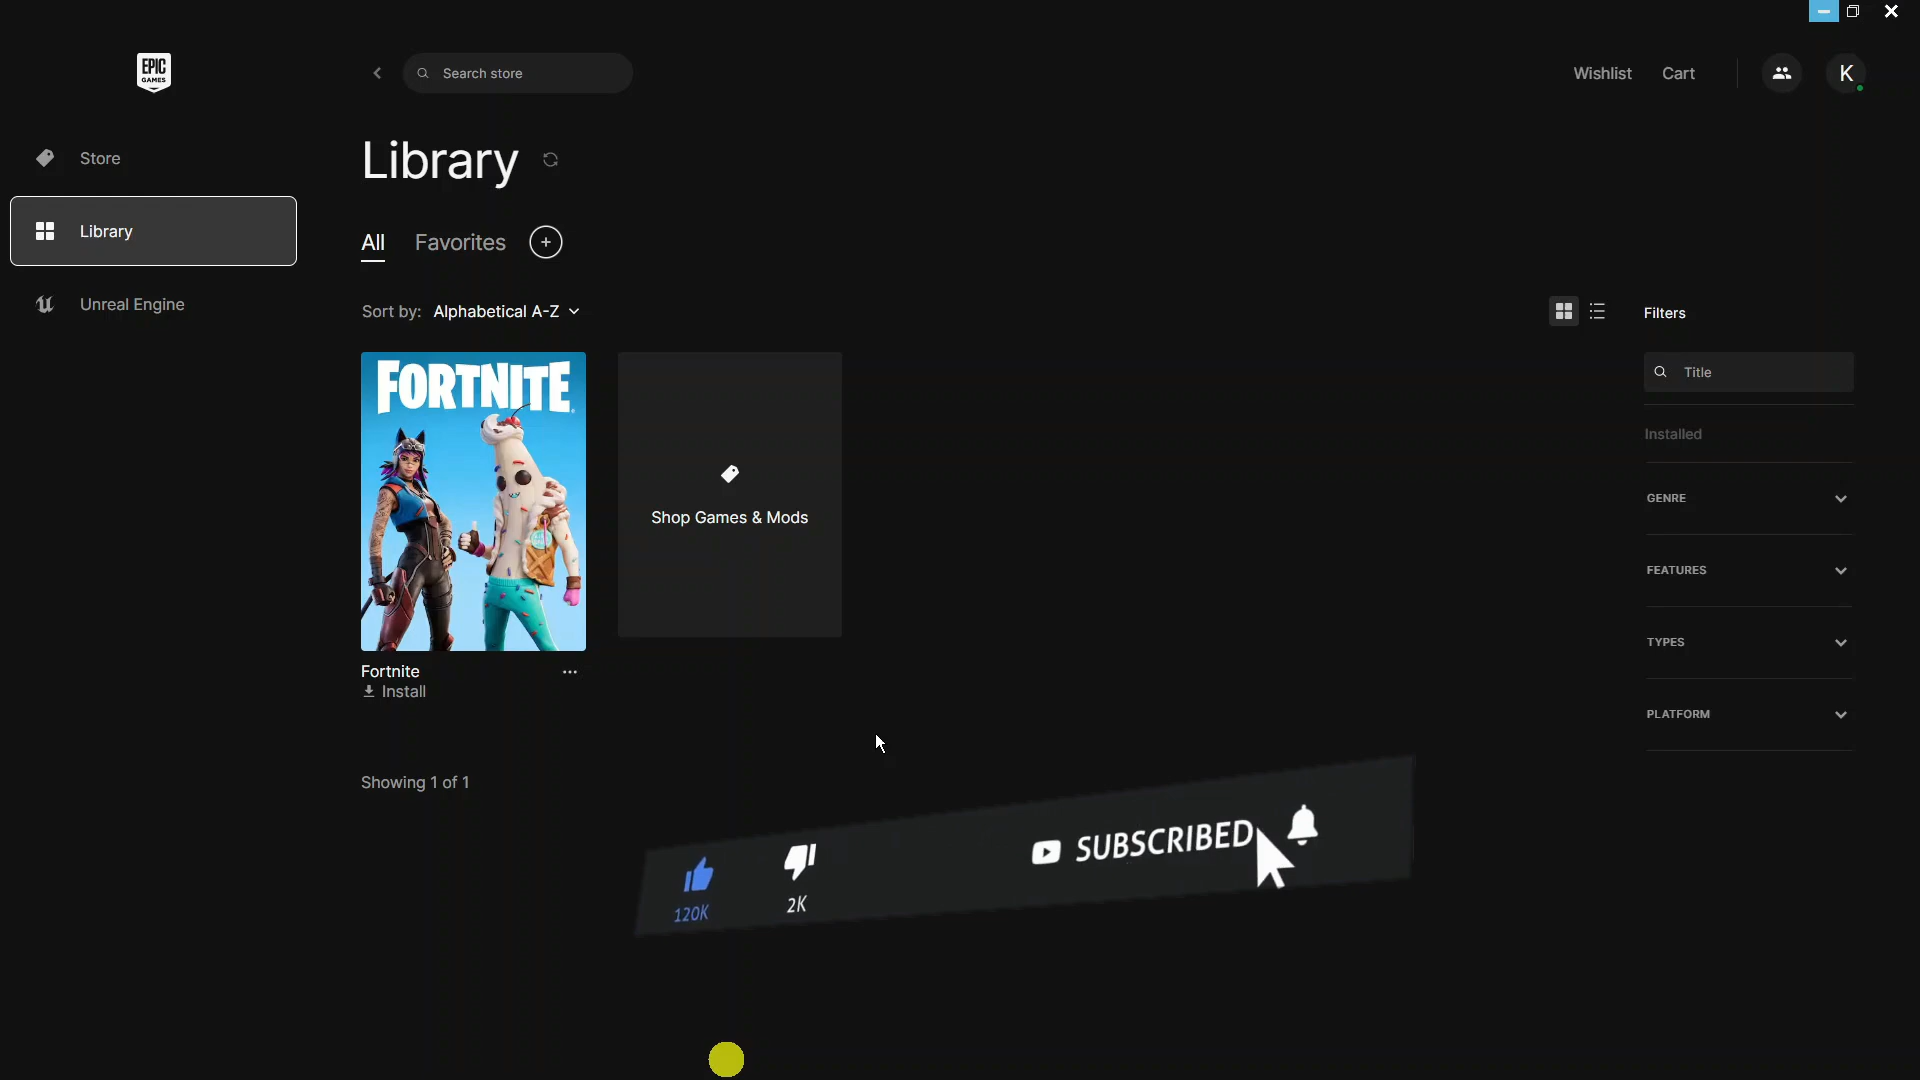 EPIC
GAMES
Search store
Wishlist
Cart
K
Store
Library
Unreal Engine
Library
All
Favorites
Sort by: Alphabetical A-Z
Filters
Title
Installed
GENRE
FEATURES
TYPES
PLATFORM
FORTNITE
Shop Games & Mods
Fortnite
Install
Showing 1 of 1
120K
2K
SUBSCRIBED